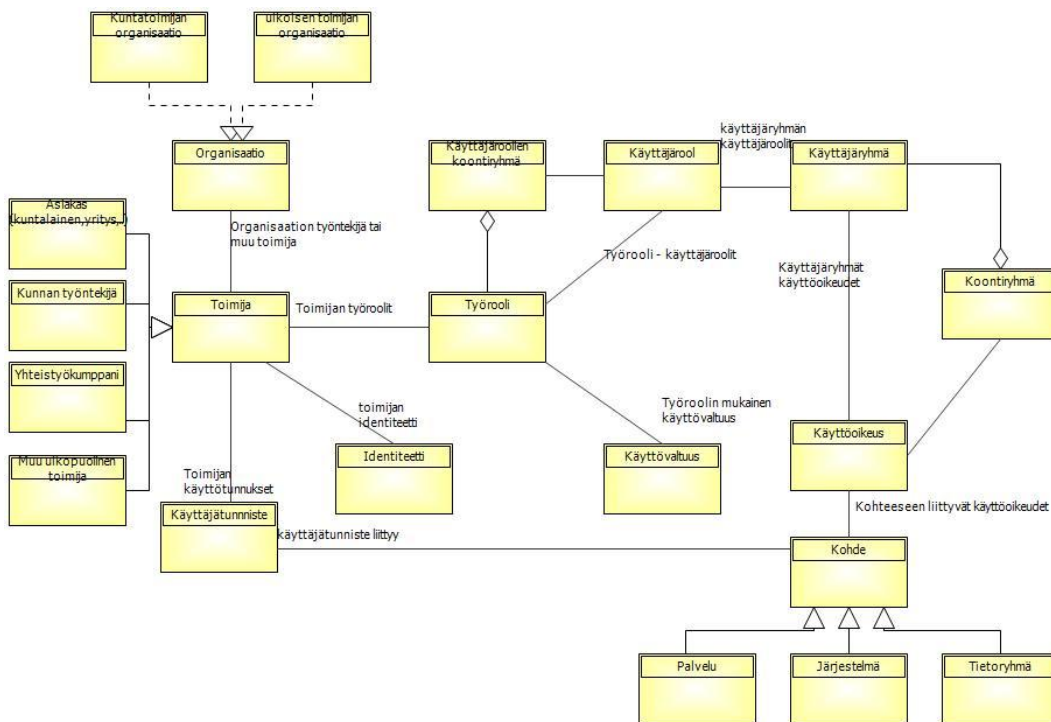 Kuntatoimijan
organisaatio
ulkoisen toimijan
organisaatio
Organisaatio
Käyttäjäroolien
koontiryhmä
Käyttäjärool
käyttäjäryhmän
käyttäjäroolit
Käyttäjäryhmä
Asiakas
(kuntalainen,yritys,..)
Organisaation työntekijä tai
muu toimija
Työrooli - käyttäjäroolit
Käyttäjäryhmät
käyttöoikeudet
Koontiryhmä
Kunnan työntekijä
Toimija
Toimijan työroolit
Työrooli
Yhteistyökumppani
toimijan
identiteetti
Työroolin mukainen
käyttövaltuus
Käyttöoikeus
Muu ulkopuolinen
toimija
Toimijan
käyttötunnukset
Identiteetti
Käyttövaltuus
Käyttäjätunnniste
käyttäjätunniste liittyy
Kohteeseen liittyvät käyttöoikeudet
Kohde
Palvelu
Järjestelmä
Tietoryhmä